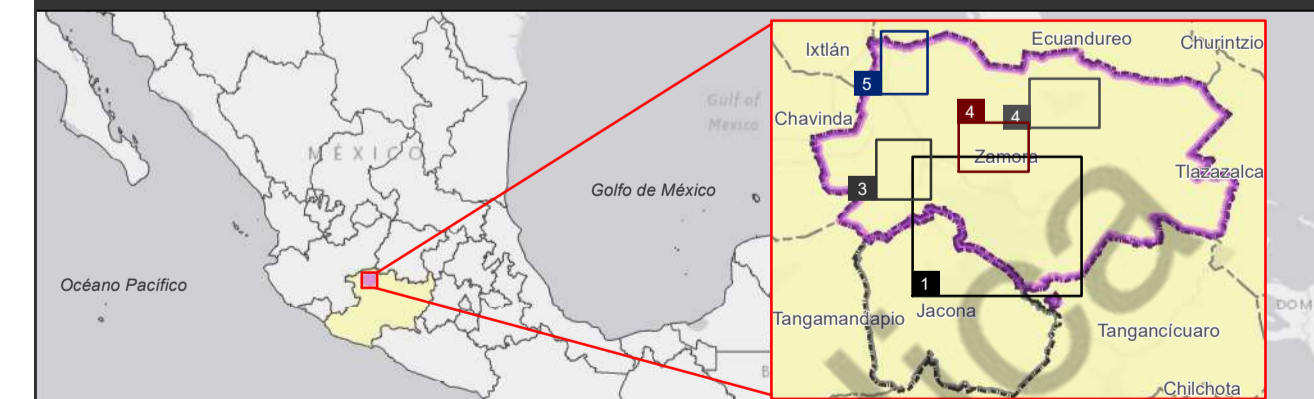 Gulf of
Mexico
MÉXICO
Golfo de México
Océano Pacífico
Ixtlán
Ecuandureo
Churintzio
5
Chavinda
4
4
Zamora
Tlazazalca
3
1
Jacona
Tangamandapio
Tangancícuaro
Chilchota
DOM
B